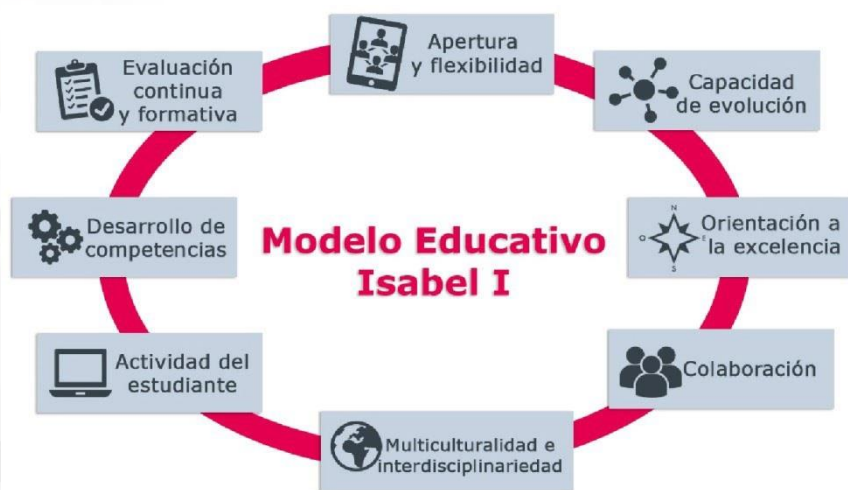 Apertura
y flexibilidad
Capacidad
de evolución
N
O
E
S
Orientación a
la excelencia
Colaboración
Multiculturalidad e
interdisciplinariedad
Actividad del
estudiante
Desarrollo de
competencias
Evaluación
continua
y formativa
Modelo Educativo
Isabel I